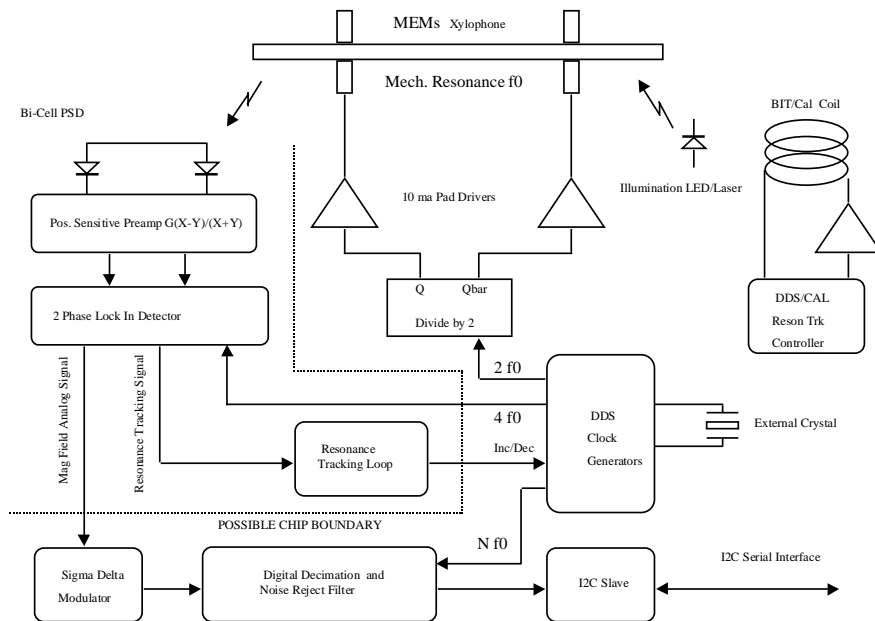 MEMs Xylophone
Mech. Resonance f0
Bi-Cell PSD
BIT/Cal Coil
Illumination LED/Laser
10 ma Pad Drivers
Pos. Sensitive Preamp G(X-Y)/(X+Y)
Q Qbar
Divide by 2
DDS/CAL
Reson Trk
Controller
2 Phase Lock In Detector
Mag Field Analog Signal
Resonance Tracking Signal
2 f0
4 f0
DDS
Clock
Generators
External Crystal
Resonance
Tracking Loop
Inc/Dec
POSSIBLE CHIP BOUNDARY
N f0
Sigma Delta
Modulator
Digital Decimation and
Noise Reject Filter
I2C Slave
I2C Serial Interface